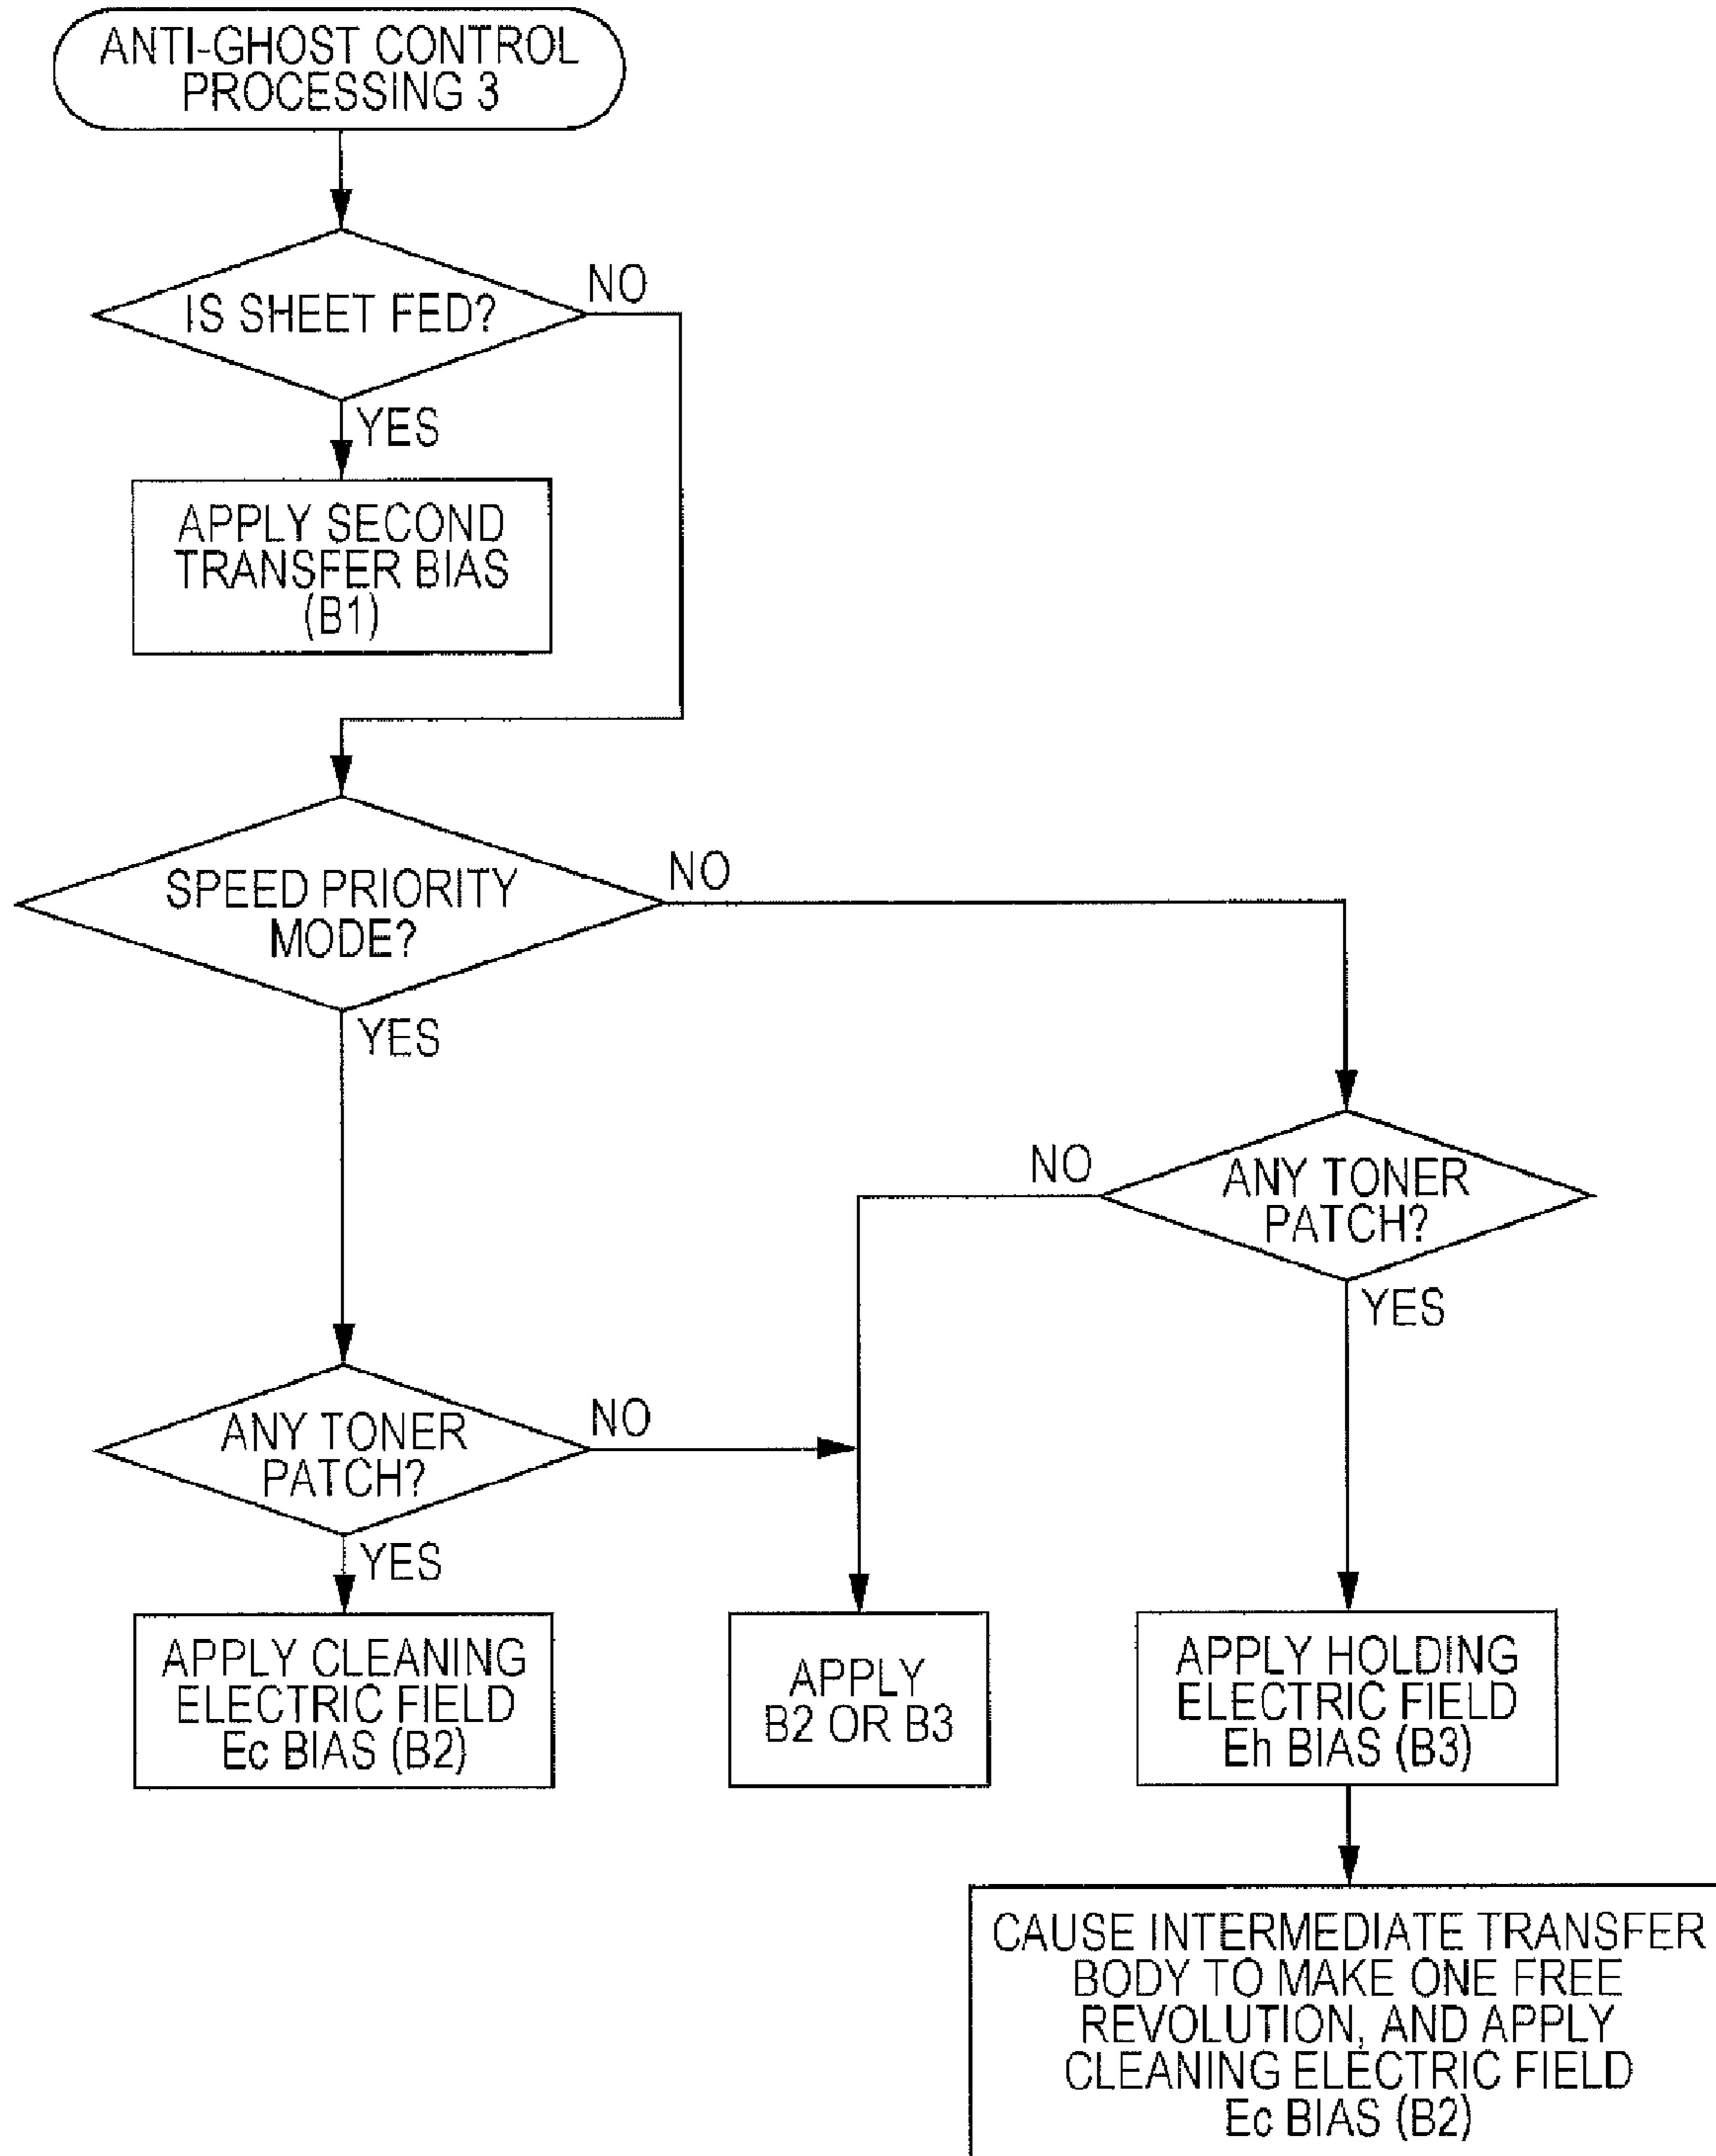 ANTI-GHOST CONTROL
PROCESSING 3
IS SHEET FED?
NO
YES
APPLY SECOND
TRANSFER BIAS
(B1)
SPEED PRIORITY
MODE?
NO
YES
NO
ANY TONER
PATCH?
YES
ANY TONER
PATCH?
NO
YES
APPLY CLEANING
ELECTRIC FIELD
Ec BIAS (B2)
APPLY
B2 OR B3
APPLY HOLDING
ELECTRIC FIELD
Eh BIAS (B3)
CAUSE INTERMEDIATE TRANSFER
BODY TO MAKE ONE FREE
REVOLUTION, AND APPLY
CLEANING ELECTRIC FIELD
Ec BIAS (B2)